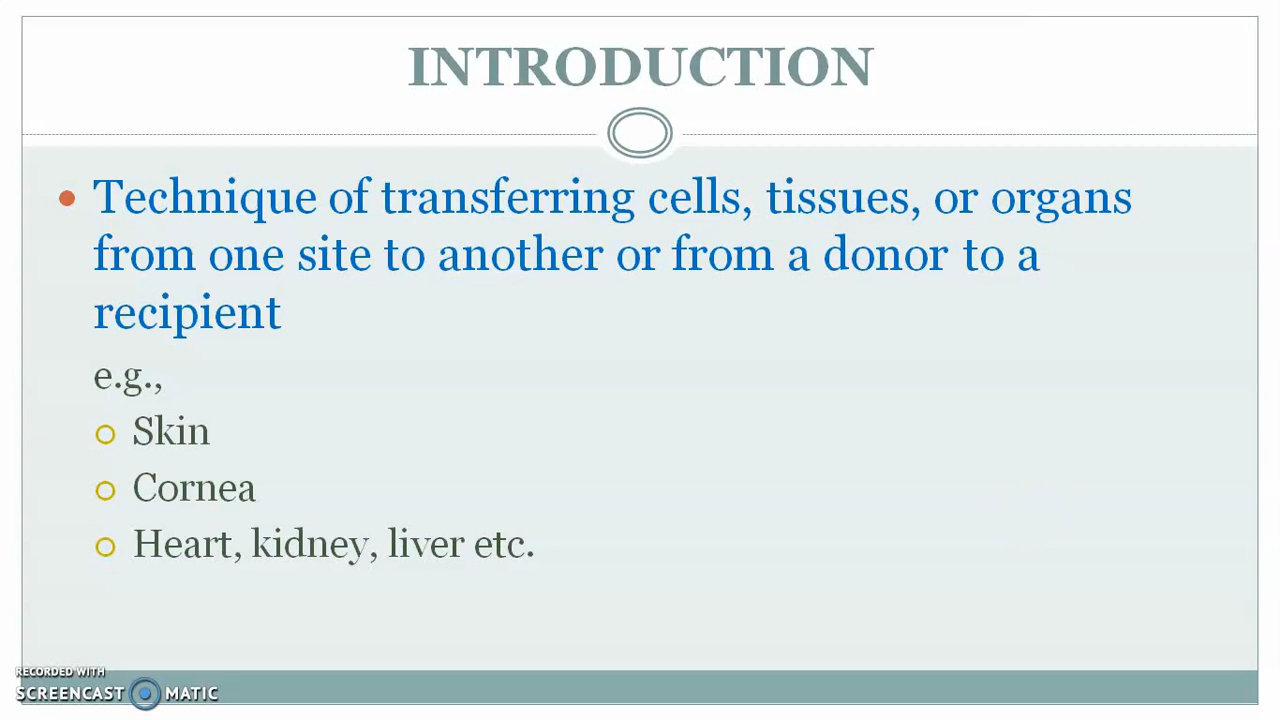 INTRODUCTION
Technique of transferring cells, tissues, or organs
from one site to another or from a donor to a
recipient
e.g.,
Skin
Cornea
Heart, kidney, liver etc.
RECORDED WITH
SCREENCAST MATIC